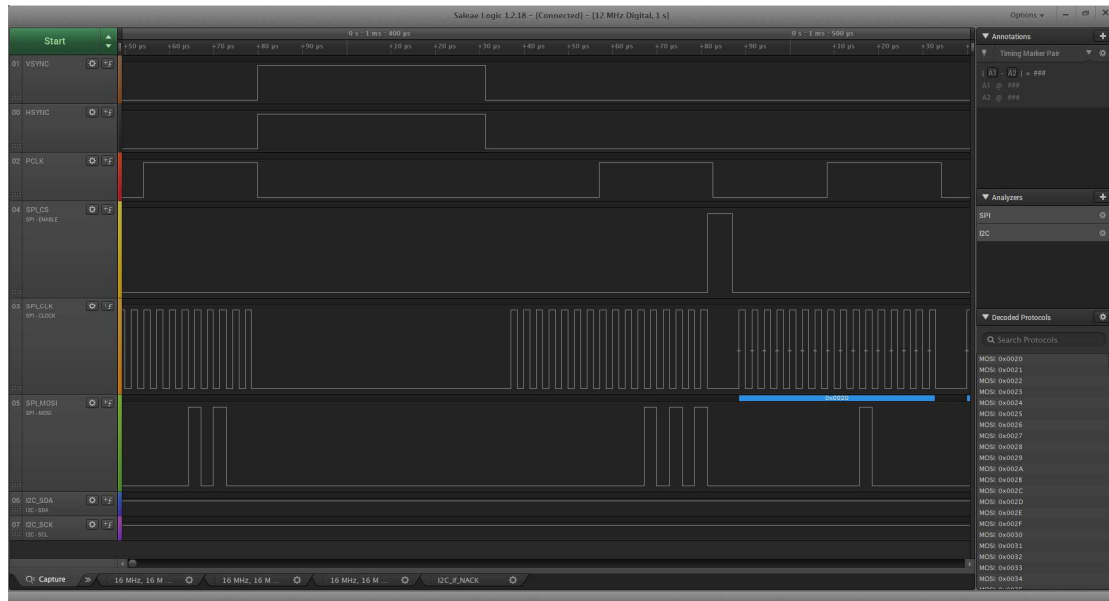 Saleae Logic 1.2.18 - [Connected] - [12 MHz Digital, 1 s]
Options
Start
0 s : 1 ms : 400 µs
0 s : 1 ms : 500 µs
+50 µs +60 µs +70 µs +80 µs +90 µs +10 µs +20 µs +30 µs +40 µs +50 µs +60 µs +70 µs +80 µs +90 µs +10 µs +20 µs +30 µs
01 VSYNC
00 HSYNC
02 PCLK
04 SPI_CS
SPI - ENABLE
03 SPI_CLK
SPI - CLOCK
05 SPI_MOSI
SPI - MOSI
0x0020
06 I2C_SDA
I2C - SDA
07 I2C_SCK
I2C - SCL
Annotations
Timing Marker Pair
| A1 - A2 | = ###
A1 @ ###
A2 @ ###
Analyzers
SPI
I2C
Decoded Protocols
Search Protocols
MOSI: 0x0020
MOSI: 0x0021
MOSI: 0x0022
MOSI: 0x0023
MOSI: 0x0024
MOSI: 0x0025
MOSI: 0x0026
MOSI: 0x0027
MOSI: 0x0028
MOSI: 0x0029
MOSI: 0x002A
MOSI: 0x002B
MOSI: 0x002C
MOSI: 0x002D
MOSI: 0x002E
MOSI: 0x002F
MOSI: 0x0030
MOSI: 0x0031
MOSI: 0x0032
MOSI: 0x0033
MOSI: 0x0034
Capture
16 MHz, 16 M ...
16 MHz, 16 M ...
16 MHz, 16 M ...
I2C_if_NACK